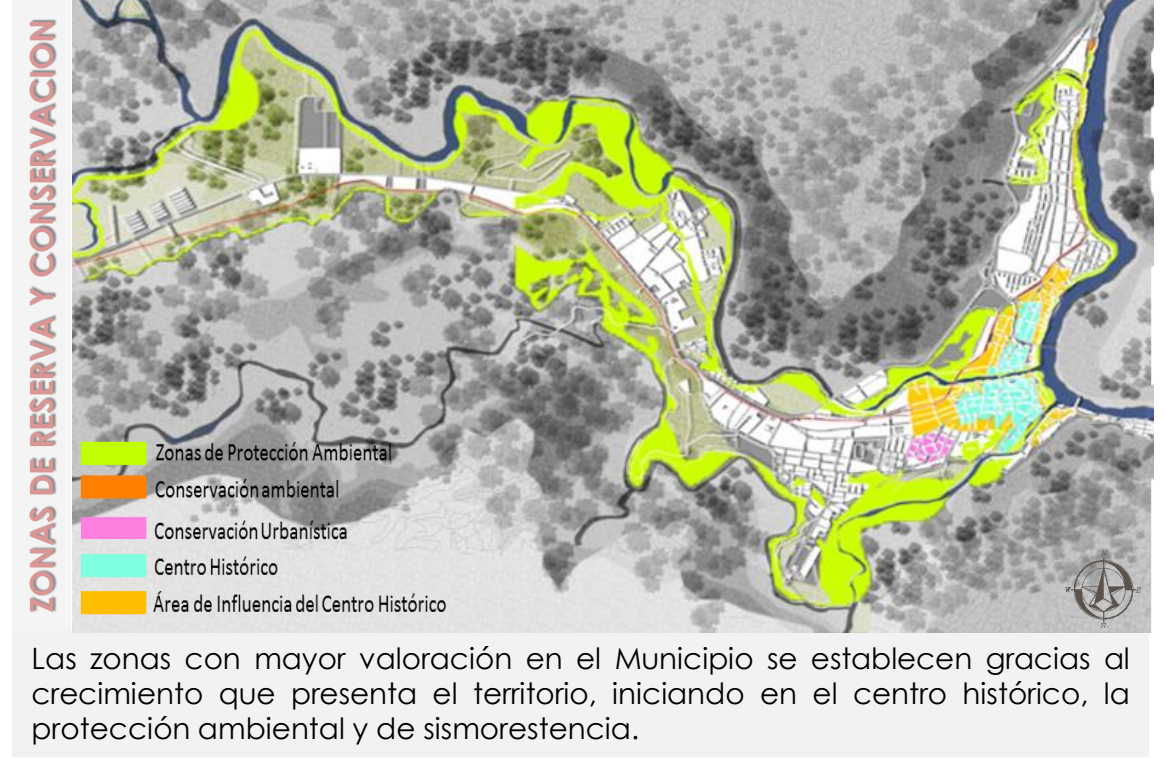 ZONAS DE RESERVA Y CONSERVACION
Zonas de Protección Ambiental
Conservación ambiental
Conservación Urbanística
Centro Histórico
Área de Influencia del Centro Histórico
Las zonas con mayor valoración en el Municipio se establecen gracias al
crecimiento que presenta el territorio, iniciando en el centro histórico, la
protección ambiental y de sismorestencia.